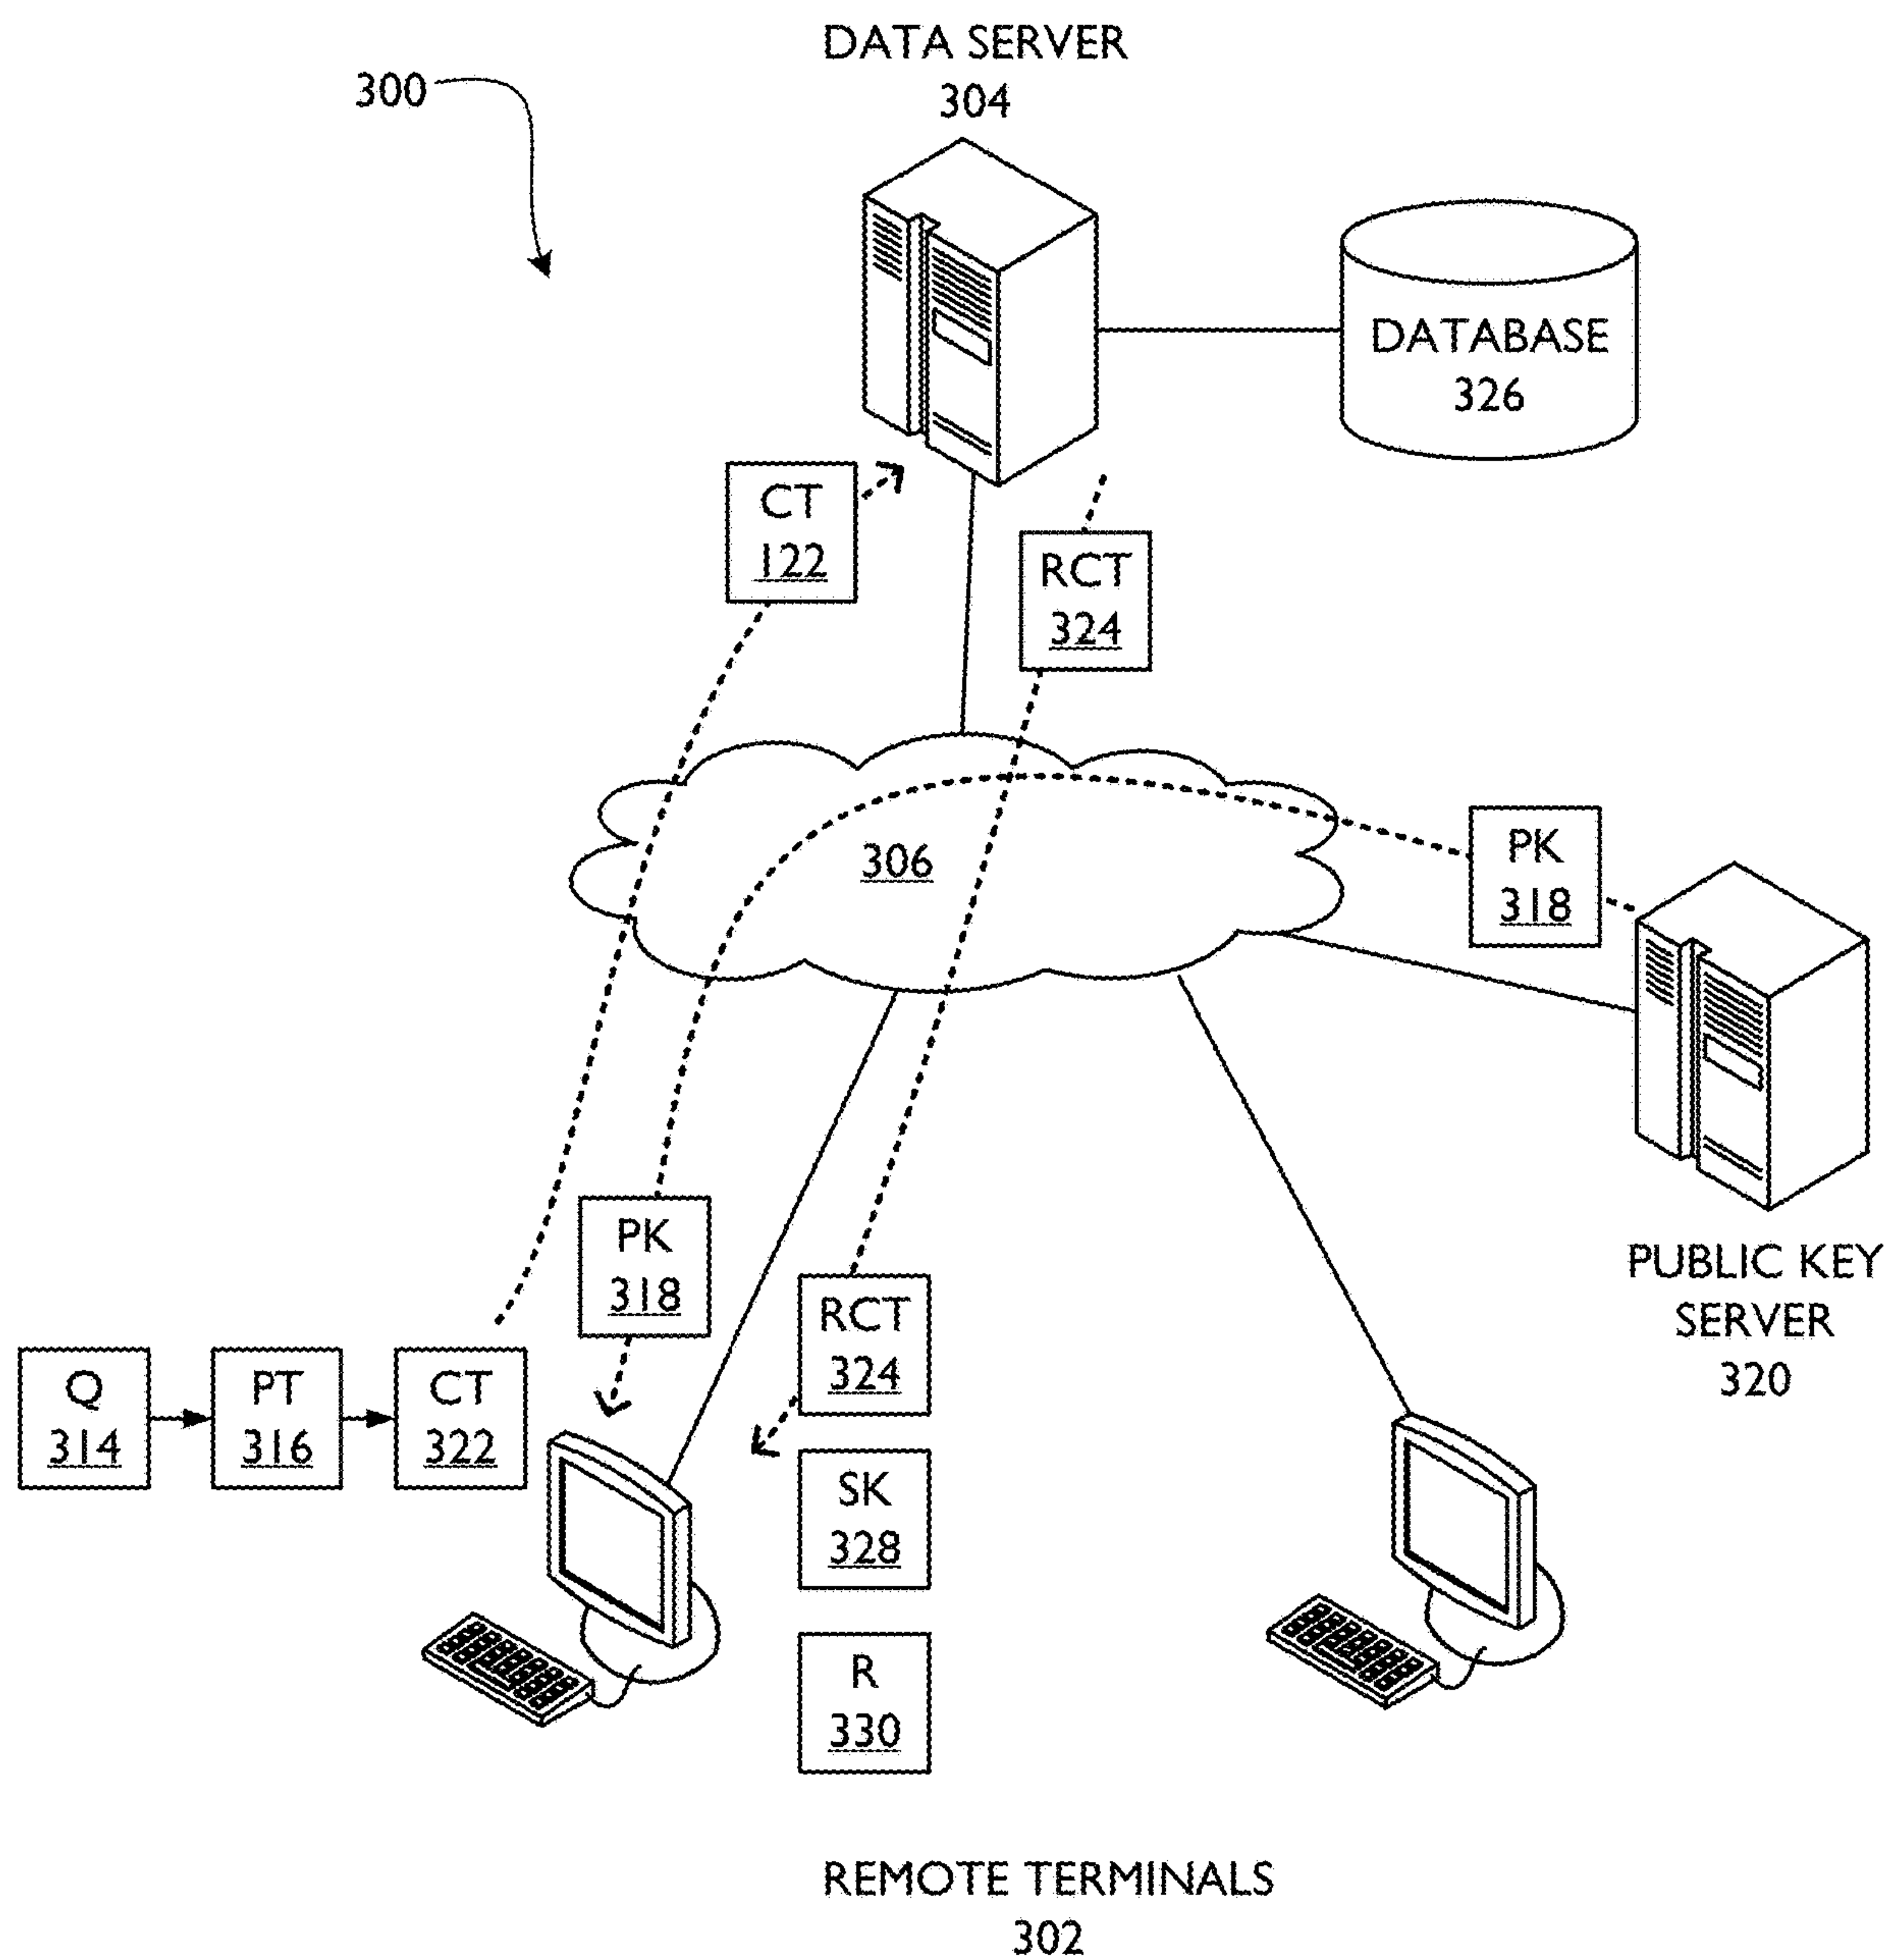 DATA SERVER
304
300
DATABASE
326
CT
122
RCT
324
306
PK
318
PUBLIC KEY
SERVER
320
PK
318
RCT
324
Q
314
PT
316
CT
322
SK
328
R
330
REMOTE TERMINALS
302